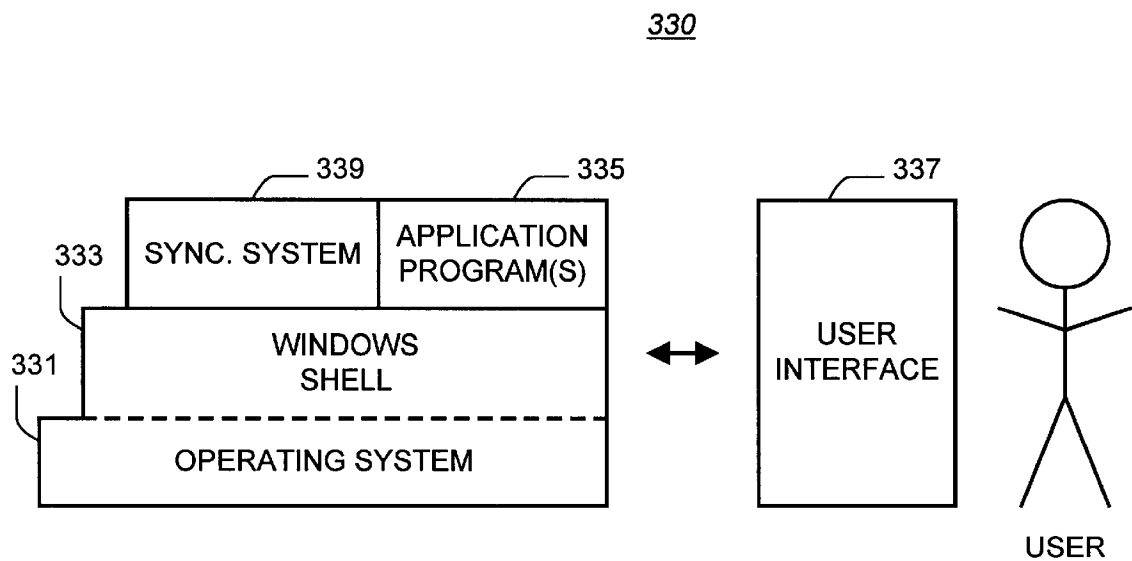 330
339
335
337
SYNC. SYSTEM
APPLICATION
PROGRAM(S)
333
WINDOWS
SHELL
USER
INTERFACE
331
OPERATING SYSTEM
USER